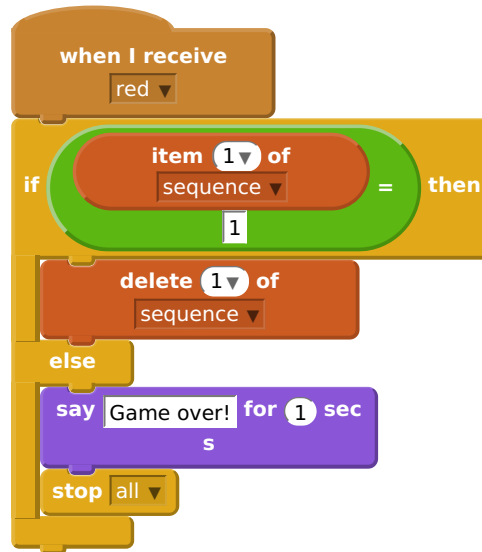 when I receive
red ▼
if item 1▼ of = then
sequence ▼
1
delete 1▼ of
sequence ▼
else
say Game over! for 1 sec
s
stop all ▼